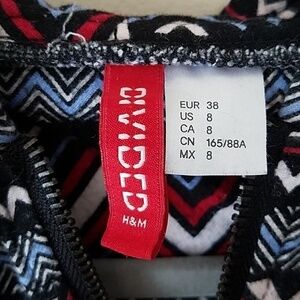 DIVIDED
H&M
EUR 38
US 8
CA 8
CN 165/88A
MX 8